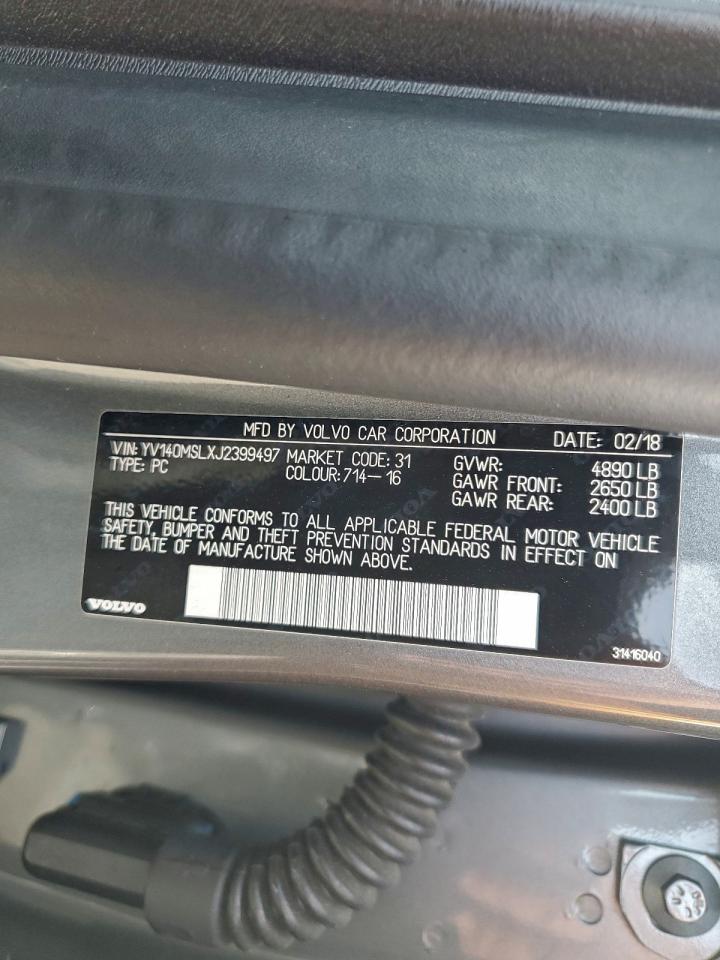 MFD BY VOLVO CAR CORPORATION DATE: 02/18
VIN: YV140MSLXJ2399497 MARKET CODE: 31 GVWR: 4890 LB
TYPE: PC COLOUR: 714-16 GAWR FRONT: 2650 LB
GAWR REAR: 2400 LB
THIS VEHICLE CONFORMS TO ALL APPLICABLE FEDERAL MOTOR VEHICLE
SAFETY, BUMPER AND THEFT PREVENTION STANDARDS IN EFFECT ON
THE DATE OF MANUFACTURE SHOWN ABOVE.
VOLVO
31416040